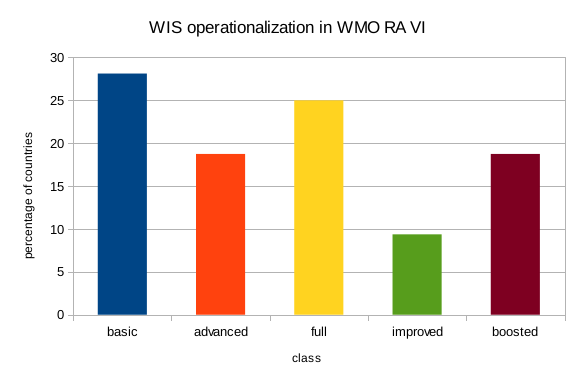 WIS operationalization in WMO RA VI
percentage of countries
30
25
20
15
10
5
0
basic advanced full improved boosted
class